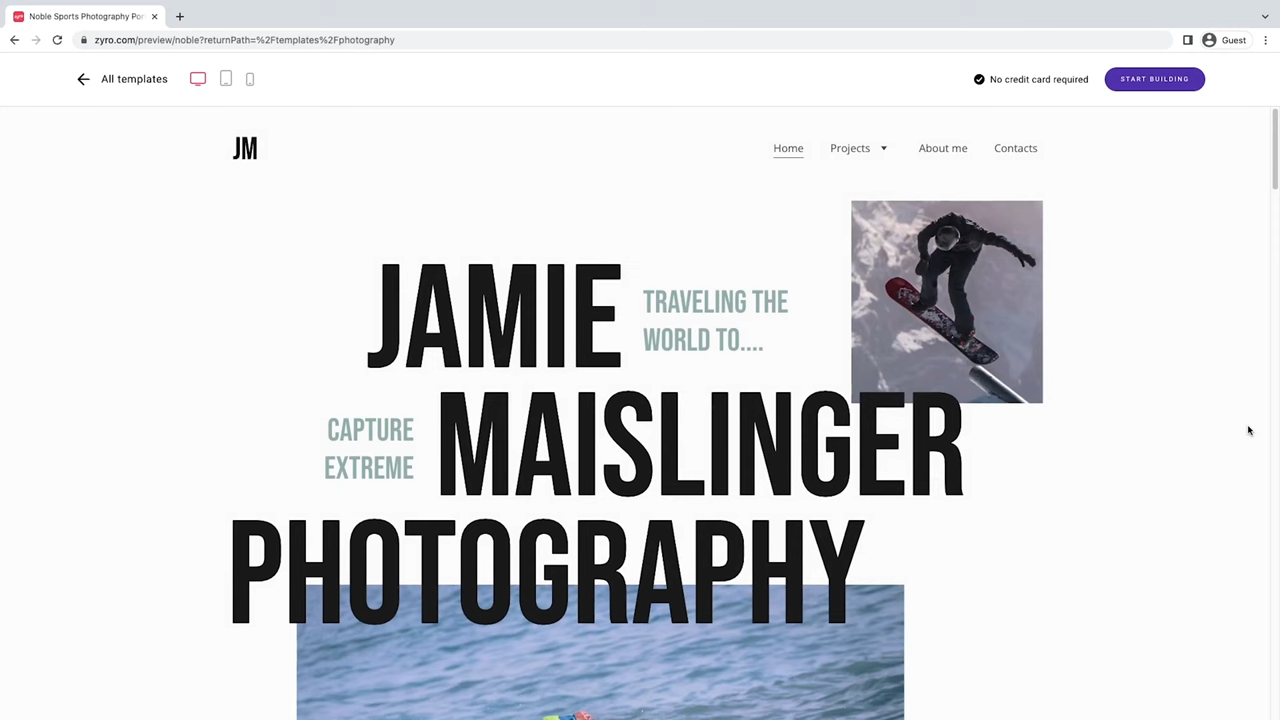 Noble Sports Photography Por
zyro.com/preview/noble?returnPath=%2Ftemplates%2Fphotography
Guest
All templates
No credit card required
START BUILDING
JM
Home
Projects
About me
Contacts
JAMIE
TRAVELING THE
WORLD TO....
CAPTURE
EXTREME
MAISLINGER
PHOTOGRAPHY